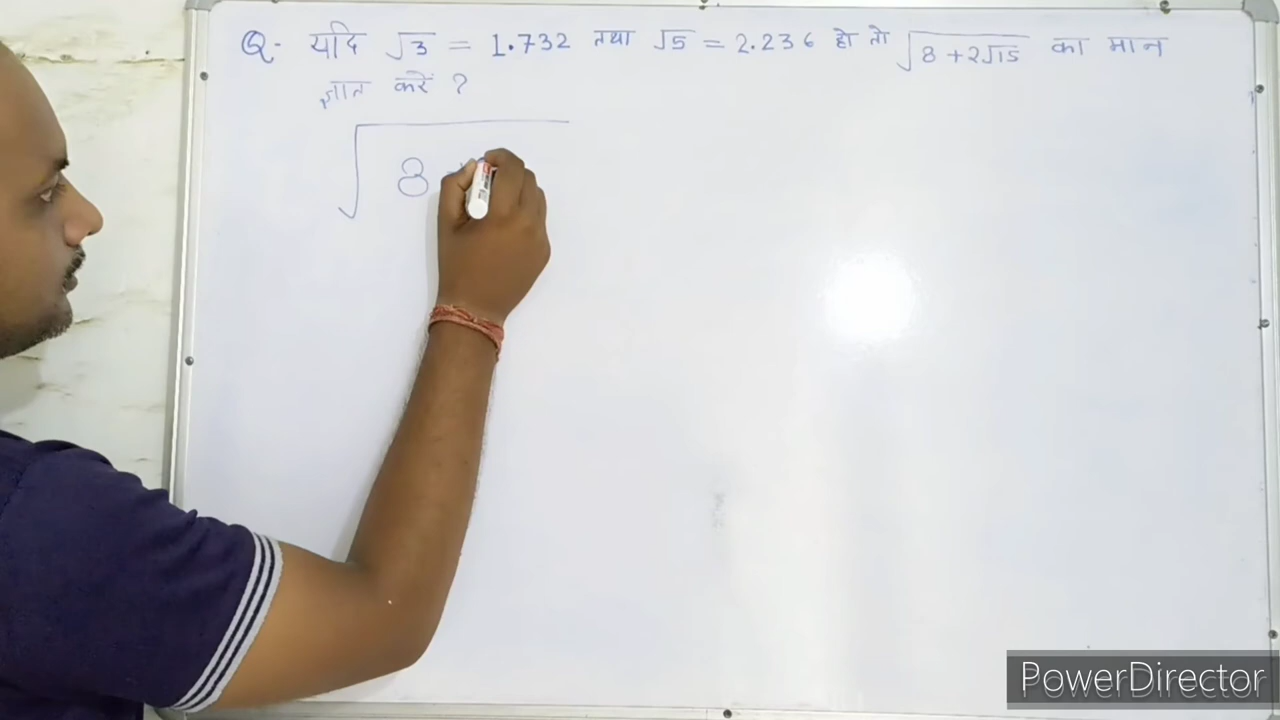 Q. यदि √3 = 1.732 तथा √5 = 2.236 हो तो √8+2√15 का मान
ज्ञात करें ?
√8 +
PowerDirector